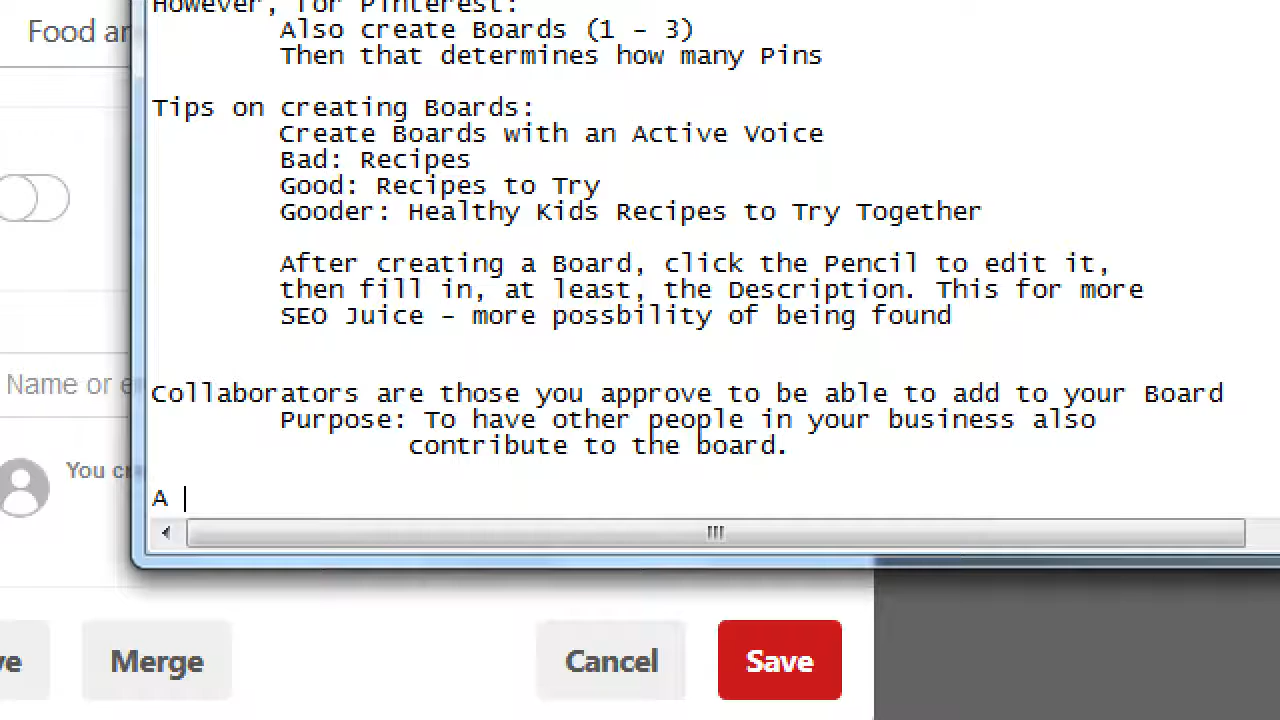 However, for Pinterest:
Food
Also create Boards (1 - 3)
Then that determines how many Pins
Tips on creating Boards:
Create Boards with an Active Voice
Bad: Recipes
Good: Recipes to Try
Gooder: Healthy Kids Recipes to Try Together
After creating a Board, click the Pencil to edit it,
then fill in, at least, the Description. This for more
SEO Juice - more possbility of being found
Name or
Collaborators are those you approve to be able to add to your Board
Purpose: To have other people in your business also
contribute to the board.
You
A
Merge
Cancel
Save